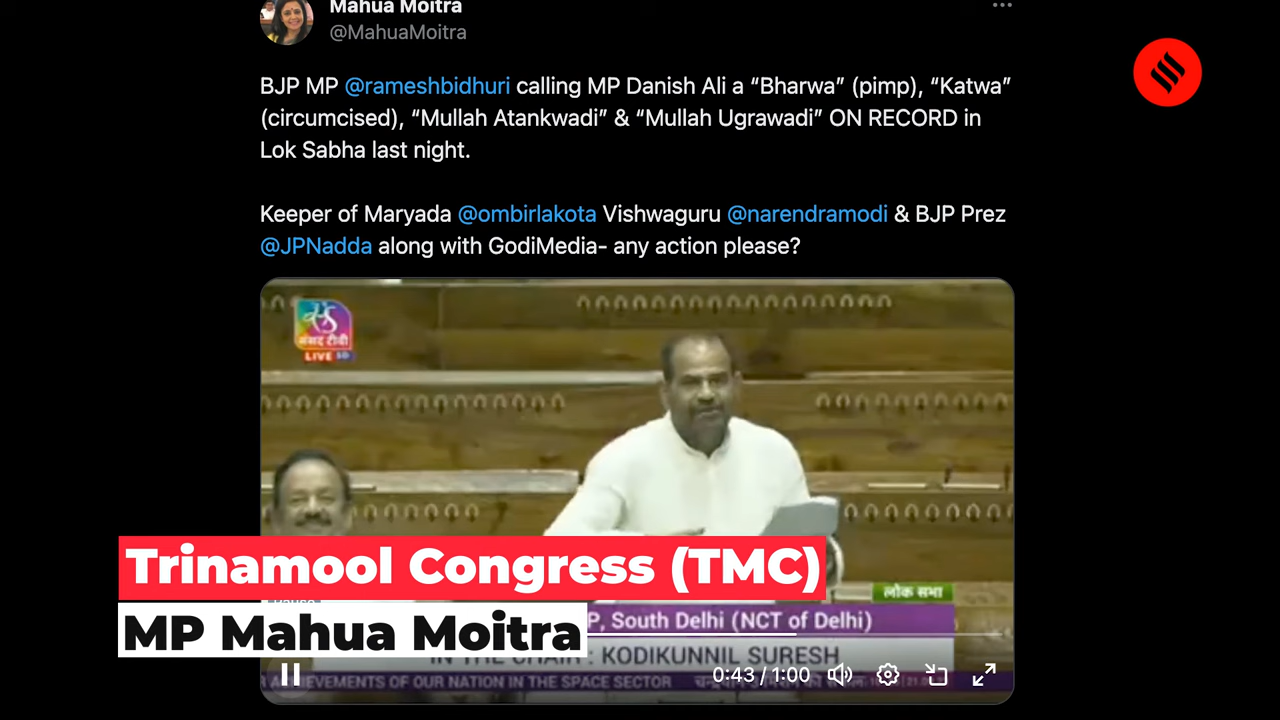 Mahua Moitra
@MahuaMoitra
BJP MP @rameshbidhuri calling MP Danish Ali a “Bharwa” (pimp), “Katwa”
(circumcised), “Mullah Atankwadi” & “Mullah Ugrawadi” ON RECORD in
Lok Sabha last night.
Keeper of Maryada @ombirlakota Vishwaguru @narendramodi & BJP Prez
@JPNadda along with GodiMedia- any action please?
संसद टीवी
LIVE
Trinamool Congress (TMC)
MP Mahua Moitra
लोक सभा
P, South Delhi (NCT of Delhi)
IN THE CHAIR : KODIKUNNIL SURESH
0:43 / 1:00
OF OUR NATION IN THE SPACE SECTOR